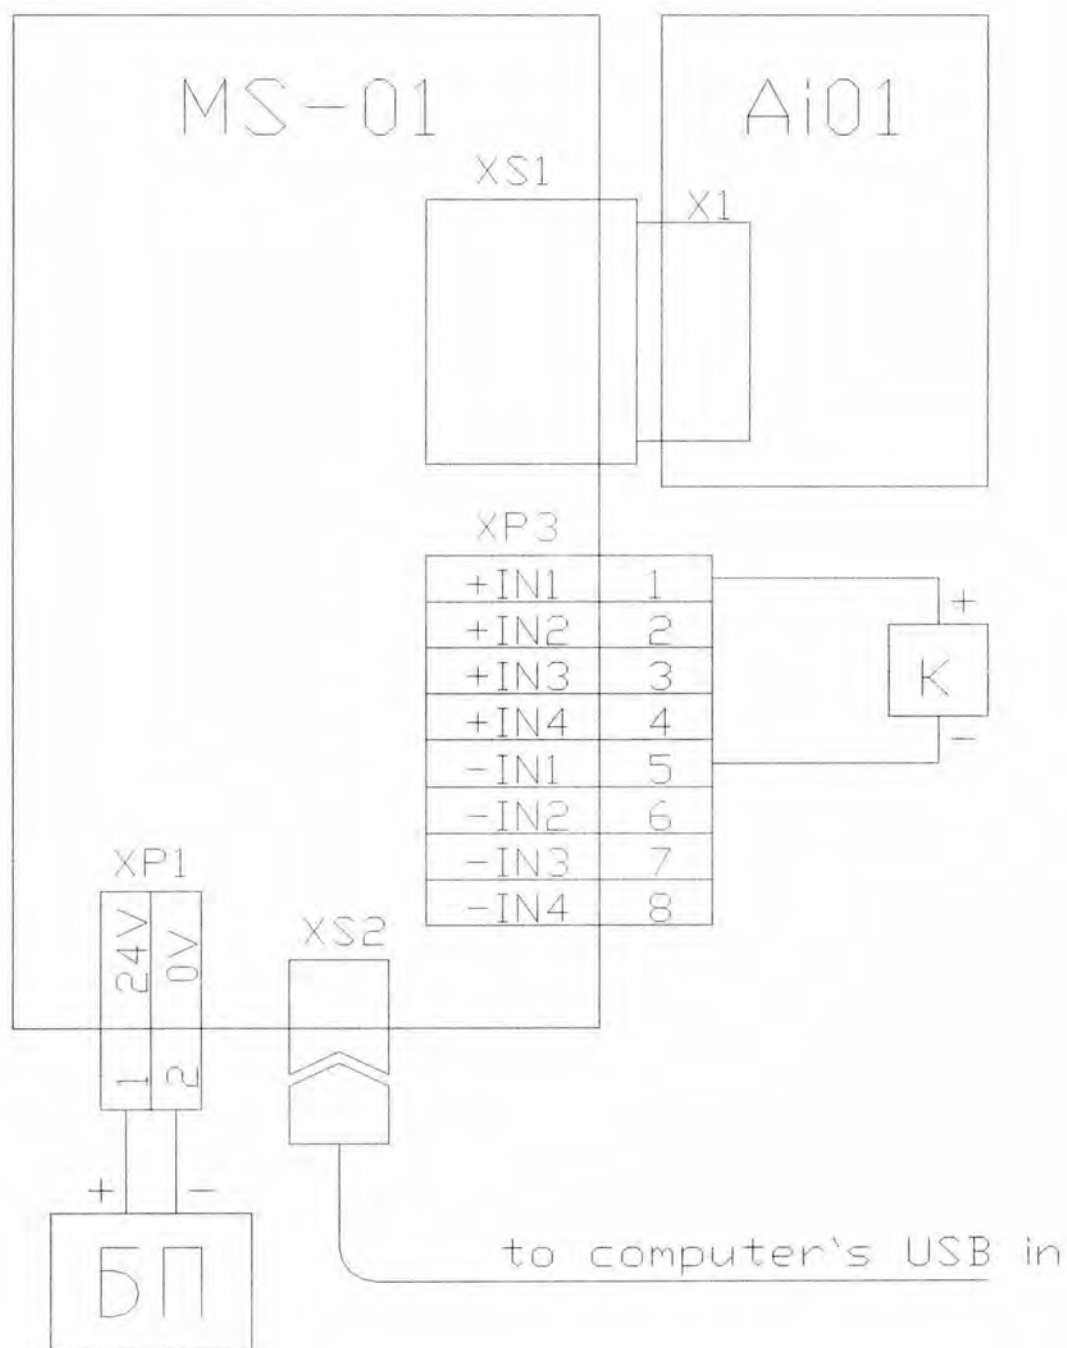 MS-01
Ai01
XS1
X1
XP3
+IN1 1
+IN2 2
+IN3 3
+IN4 4
-IN1 5
-IN2 6
-IN3 7
-IN4 8
+
K
-
XP1
24V 0V
1 2
XS2
+ -
БП
to computer's USB in